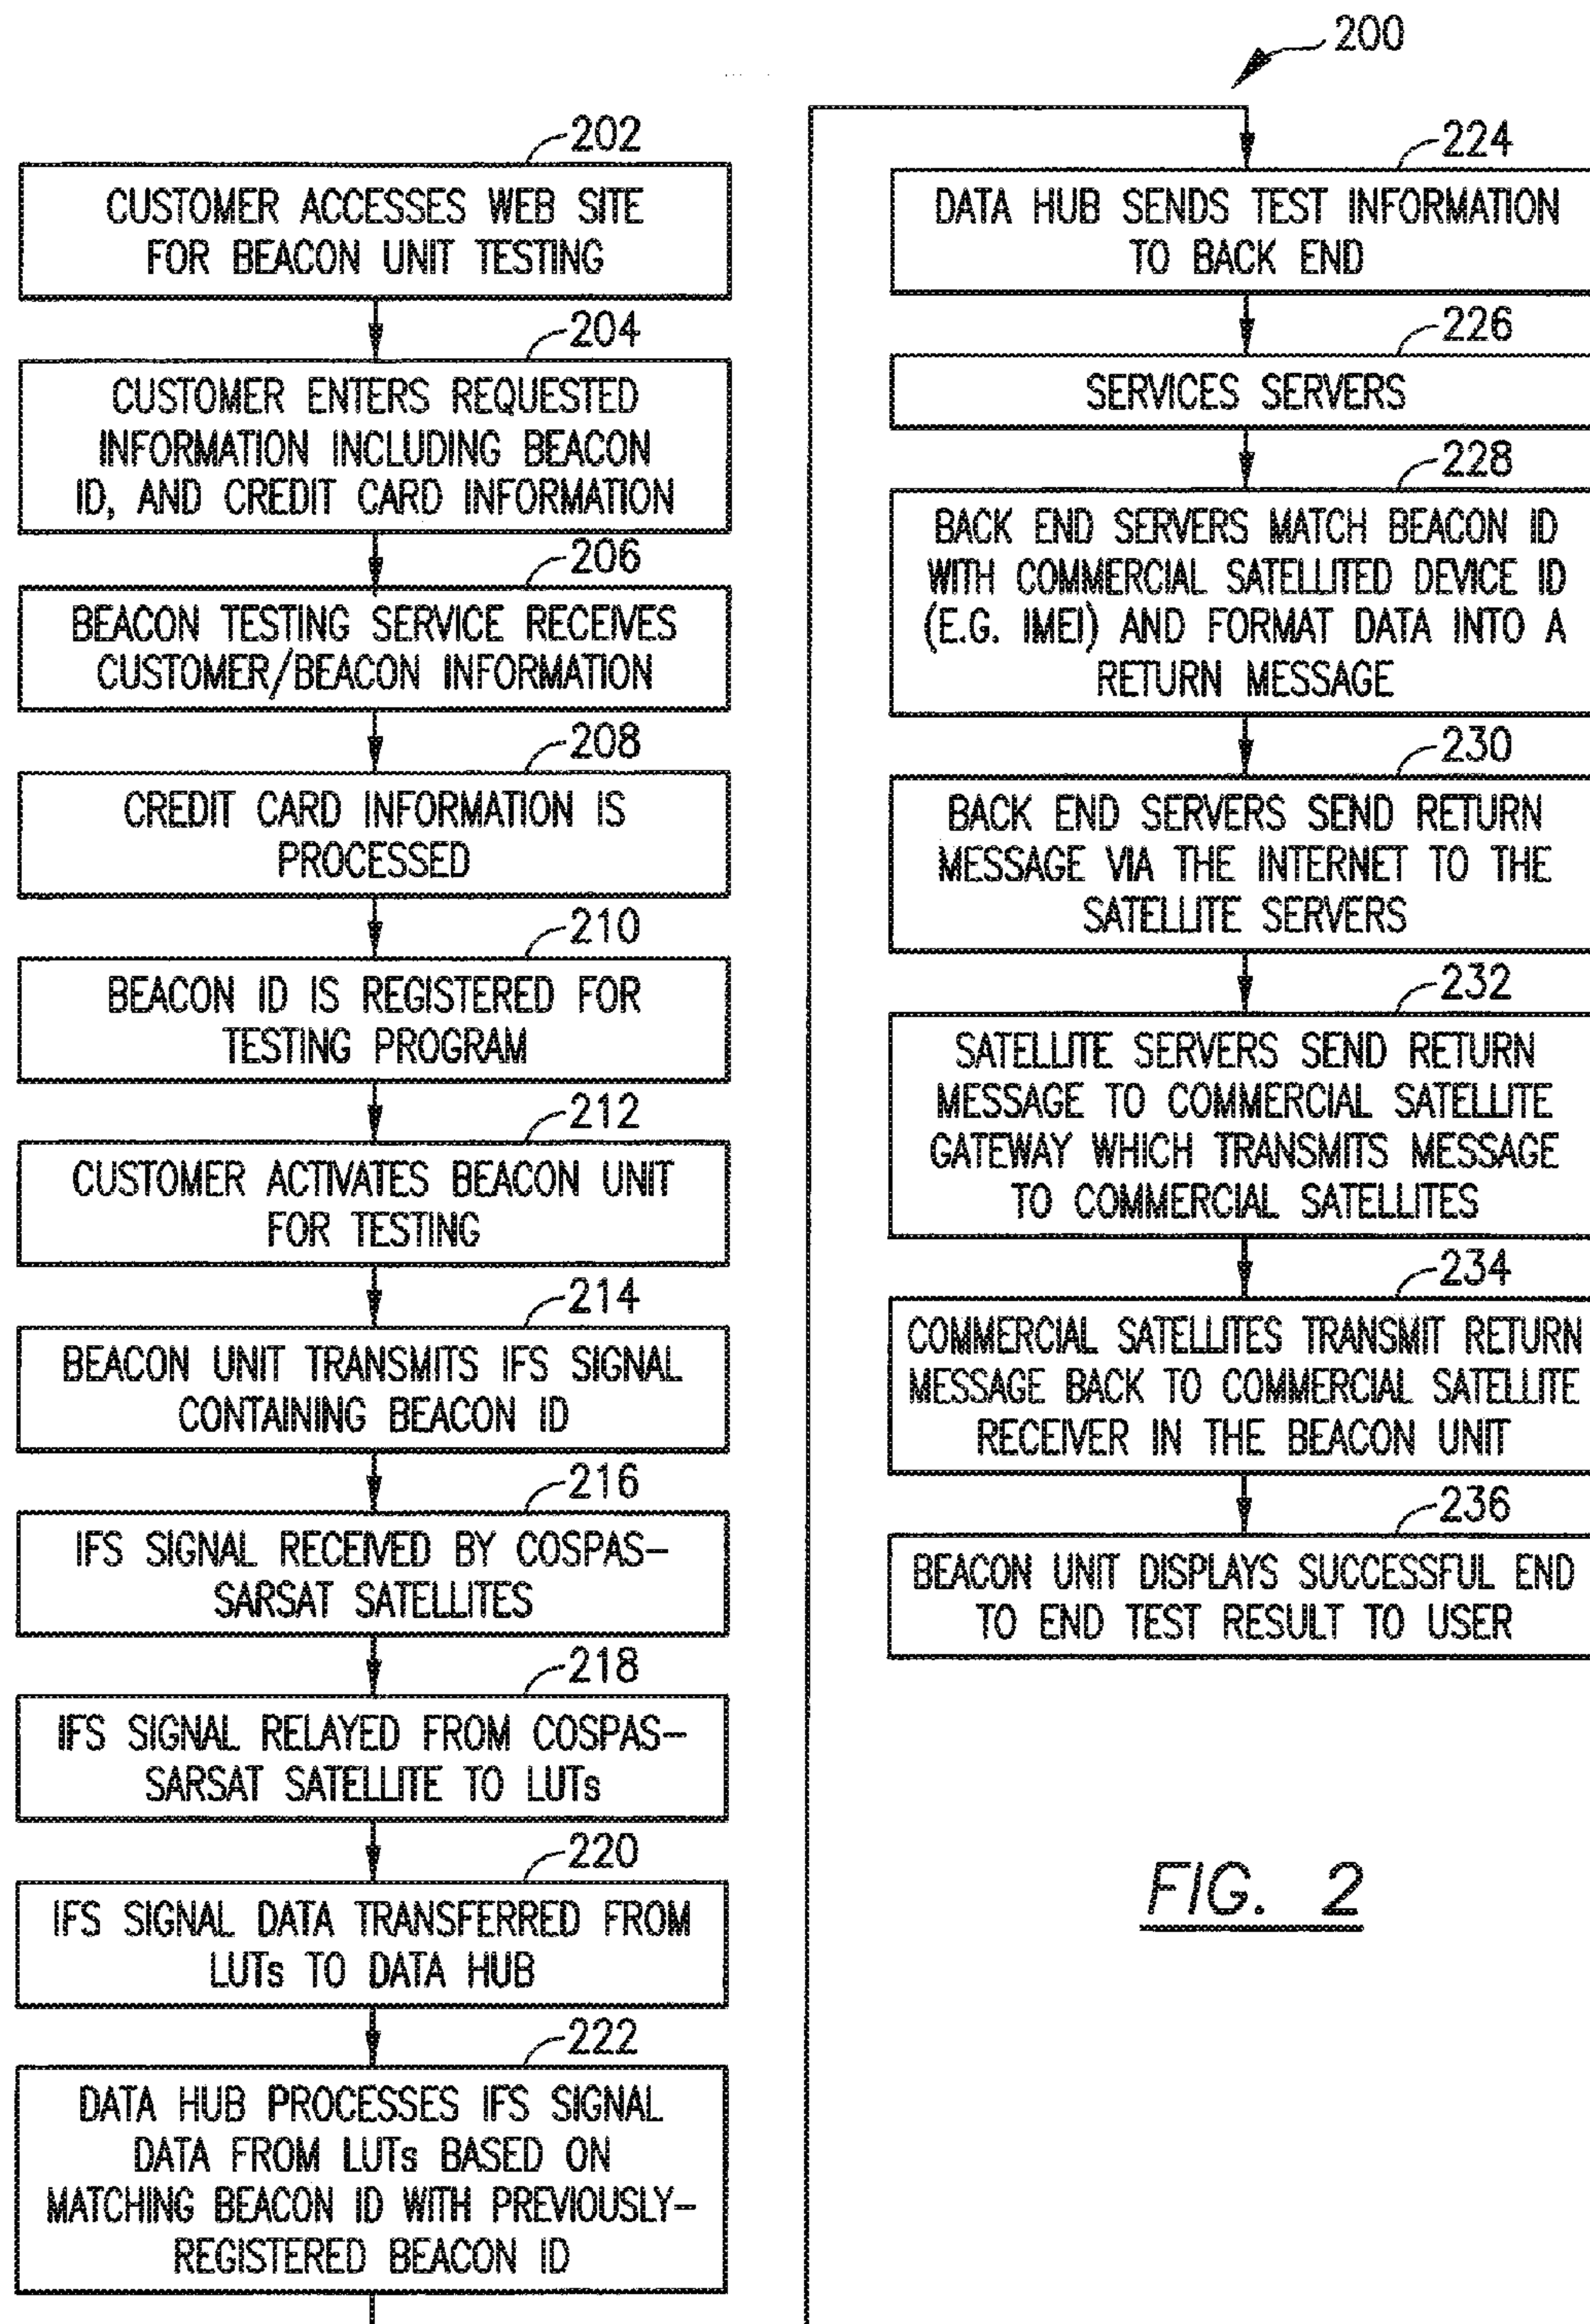 200
202
CUSTOMER ACCESSES WEB SITE
FOR BEACON UNIT TESTING
204
CUSTOMER ENTERS REQUESTED
INFORMATION INCLUDING BEACON
ID, AND CREDIT CARD INFORMATION
206
BEACON TESTING SERVICE RECEIVES
CUSTOMER/BEACON INFORMATION
208
CREDIT CARD INFORMATION IS
PROCESSED
210
BEACON ID IS REGISTERED FOR
TESTING PROGRAM
212
CUSTOMER ACTIVATES BEACON UNIT
FOR TESTING
214
BEACON UNIT TRANSMITS IFS SIGNAL
CONTAINING BEACON ID
216
IFS SIGNAL RECEIVED BY COSPAS-
SARSAT SATELLITES
218
IFS SIGNAL RELAYED FROM COSPAS-
SARSAT SATELLITE TO LUTs
220
IFS SIGNAL DATA TRANSFERRED FROM
LUTs TO DATA HUB
222
DATA HUB PROCESSES IFS SIGNAL
DATA FROM LUTs BASED ON
MATCHING BEACON ID WITH PREVIOUSLY-
REGISTERED BEACON ID
224
DATA HUB SENDS TEST INFORMATION
TO BACK END
226
SERVICES SERVERS
228
BACK END SERVERS MATCH BEACON ID
WITH COMMERCIAL SATELLITED DEVICE ID
(E.G. IMEI) AND FORMAT DATA INTO A
RETURN MESSAGE
230
BACK END SERVERS SEND RETURN
MESSAGE VIA THE INTERNET TO THE
SATELLITE SERVERS
232
SATELLITE SERVERS SEND RETURN
MESSAGE TO COMMERCIAL SATELLITE
GATEWAY WHICH TRANSMITS MESSAGE
TO COMMERCIAL SATELLITES
234
COMMERCIAL SATELLITES TRANSMIT RETURN
MESSAGE BACK TO COMMERCIAL SATELLITE
RECEIVER IN THE BEACON UNIT
236
BEACON UNIT DISPLAYS SUCCESSFUL END
TO END TEST RESULT TO USER
FIG. 2